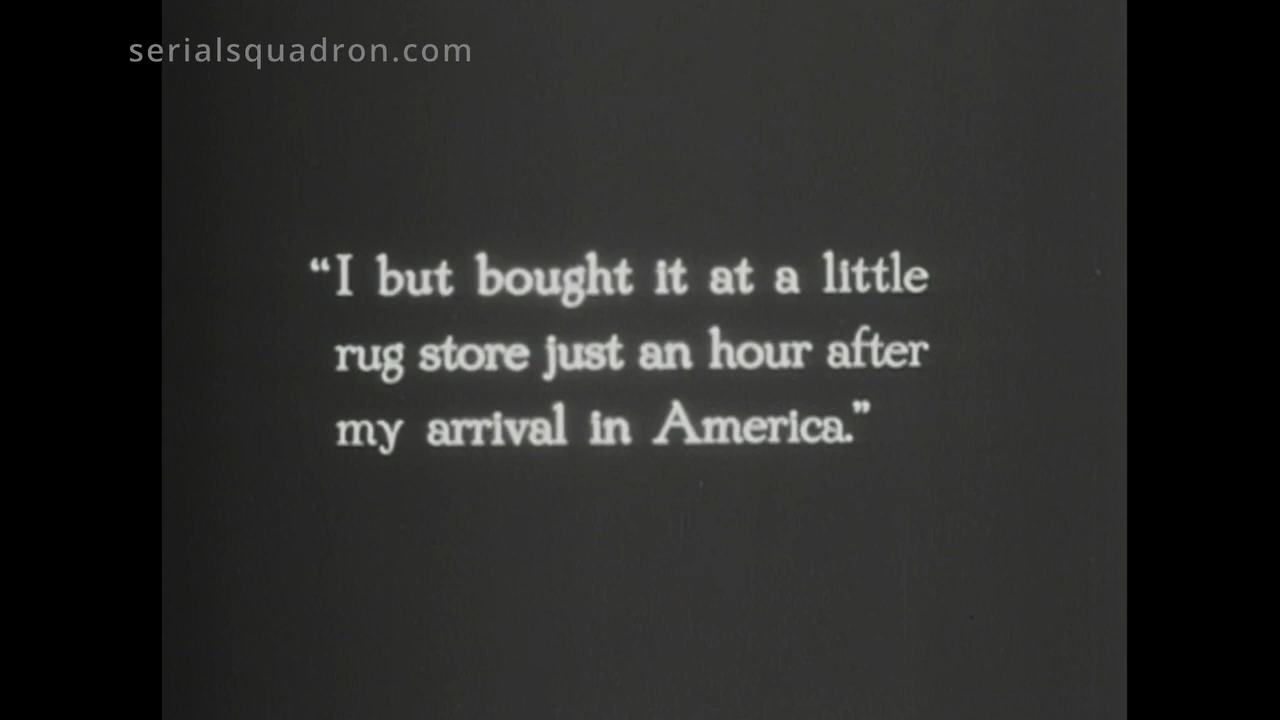 serialsquadron.com
“I but bought it at a little
rug store just an hour after
my arrival in America.”